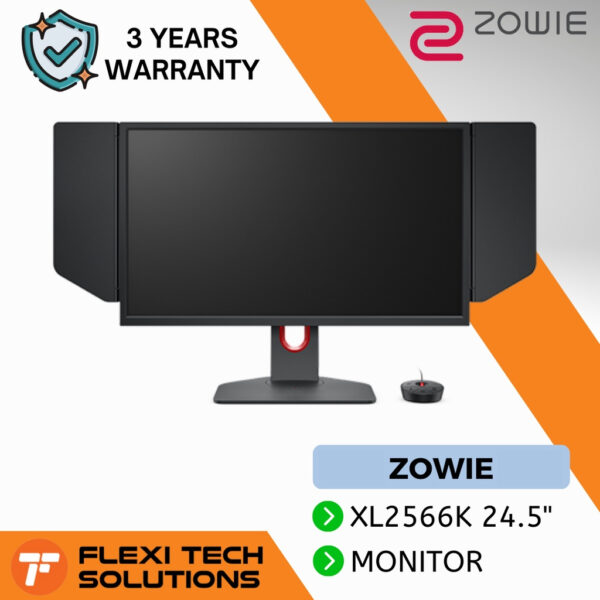 3 YEARS
WARRANTY
ZOWIE
ZOWIE
XL2566K 24.5"
MONITOR
FLEXI TECH
SOLUTIONS